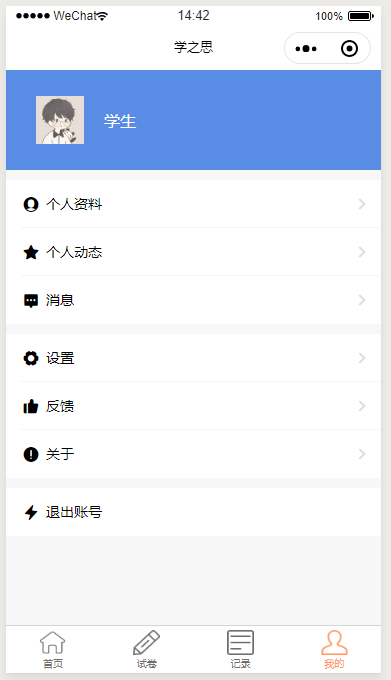 WeChat 14:42 100%
学之思
学生
个人资料
个人动态
消息
设置
反馈
关于
退出账号
首页 试卷 记录 我的